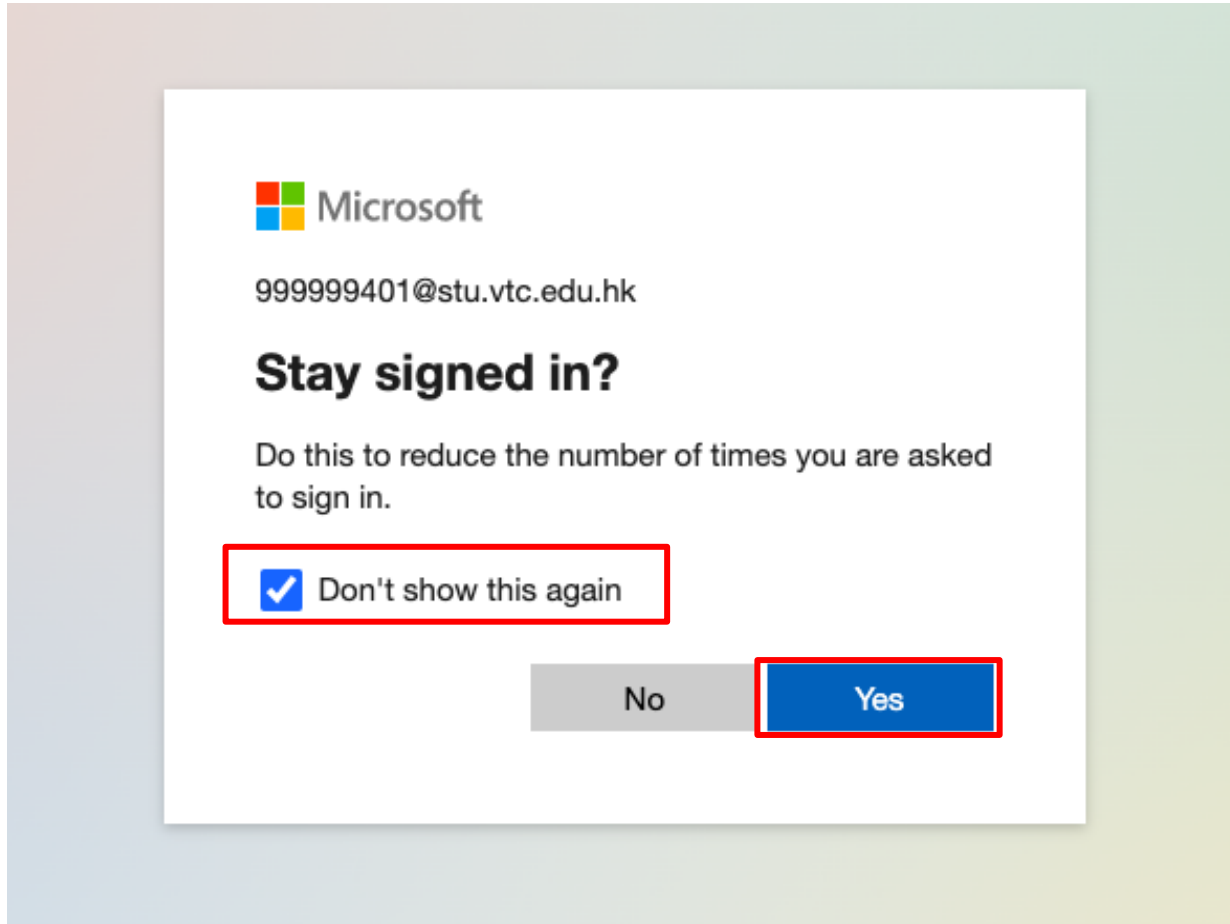 Microsoft
999999401@stu.vtc.edu.hk
Stay signed in?
Do this to reduce the number of times you are asked
to sign in.
Don't show this again
No
Yes